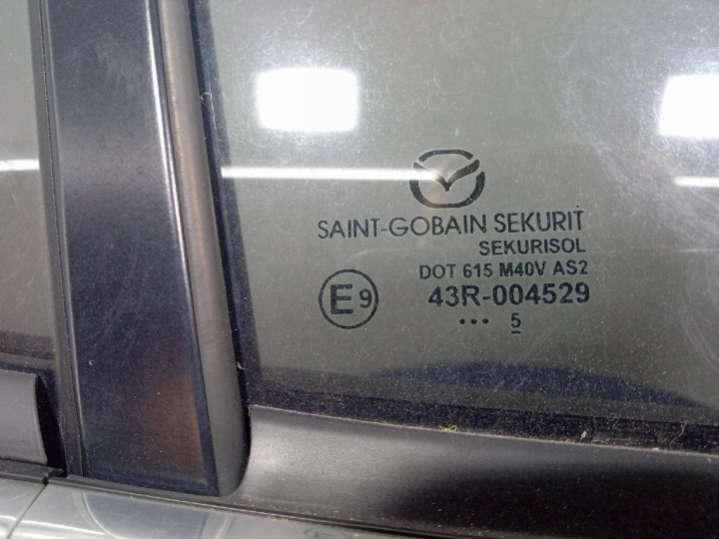 SAINT-GOBAIN SEKURIT
SEKURISOL
DOT 615 M40V AS2
E9 43R-004529
... 5